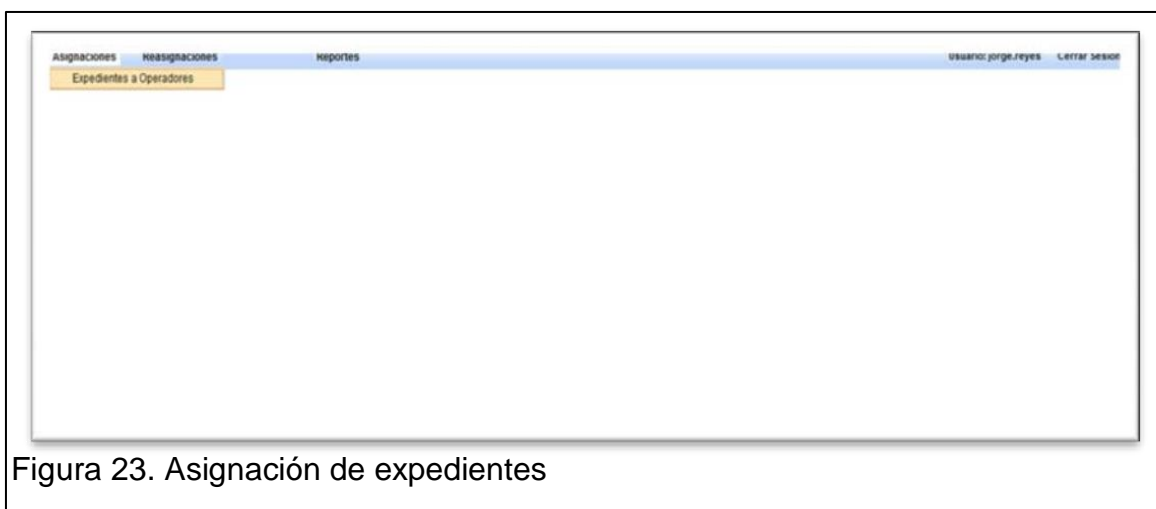 Asignaciones Reasignaciones Reportes Usuario: jorge.reyes Cerrar Sesion
Expedientes a Operadores
Figura 23. Asignación de expedientes